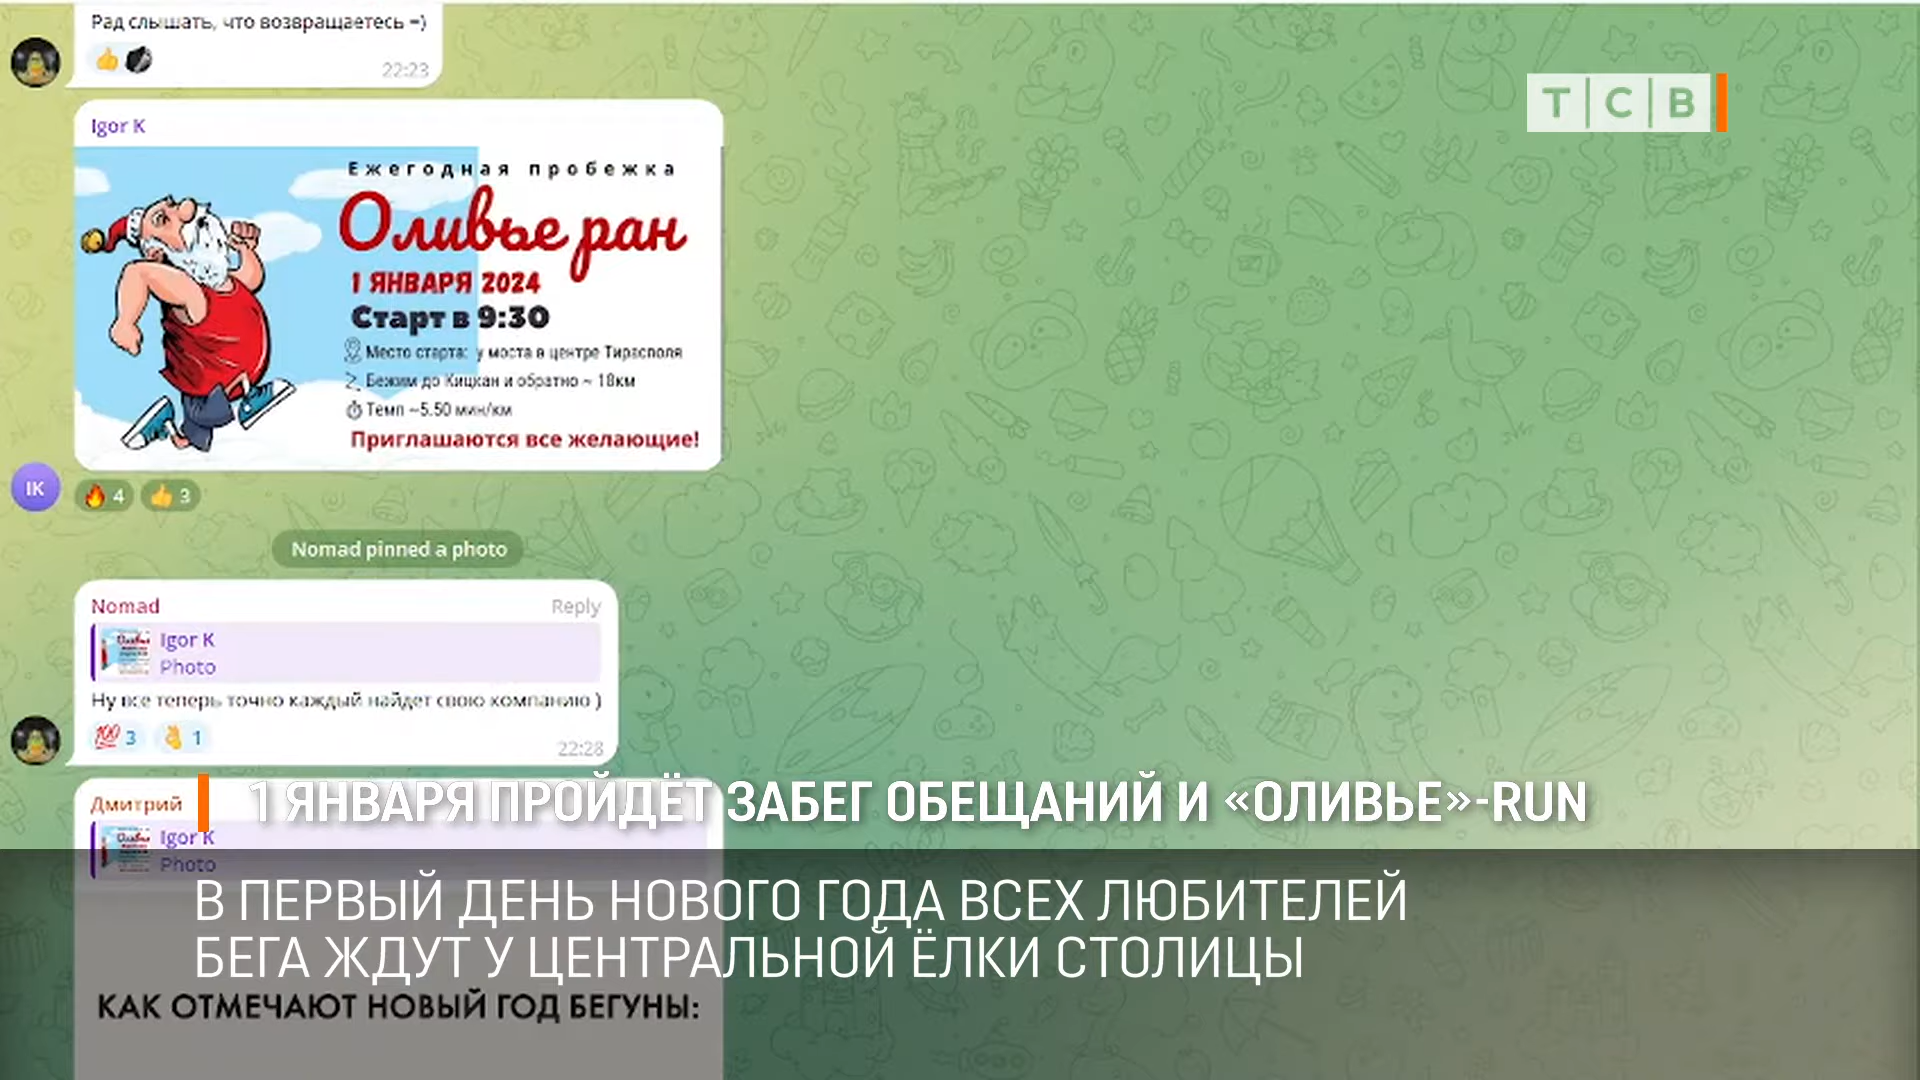 Рад слышать, что возвращаетесь =)
22:23
Т С В
Igor K
Ежегодная пробежка
Оливье ран
1 ЯНВАРЯ 2024
Старт в 9:30
Место старта: у моста в центре Тирасполя
Бежим до Кицкан и обратно ~ 18км
Темп ~5.50 мин/км
Приглашаются все желающие!
IK
4
3
Nomad pinned a photo
Nomad
Reply
Igor K
Photo
Ну все теперь точно каждый найдет свою компанию )
3
1
22:28
1 ЯНВАРЯ ПРОЙДЁТ ЗАБЕГ ОБЕЩАНИЙ И «ОЛИВЬЕ»-RUN
Дмитрий
Igor K
Photo
В ПЕРВЫЙ ДЕНЬ НОВОГО ГОДА ВСЕХ ЛЮБИТЕЛЕЙ
БЕГА ЖДУТ У ЦЕНТРАЛЬНОЙ ЁЛКИ СТОЛИЦЫ
КАК ОТМЕЧАЮТ НОВЫЙ ГОД БЕГУНЫ: